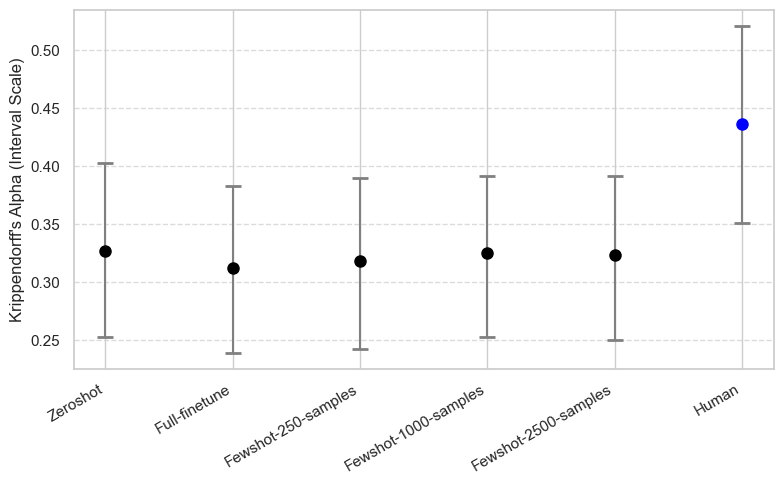 Krippendorff's Alpha (Interval Scale)
0.50
0.45
0.40
0.35
0.30
0.25
Zeroshot
Full-finetune
Fewshot-250-samples
Fewshot-1000-samples
Fewshot-2500-samples
Human